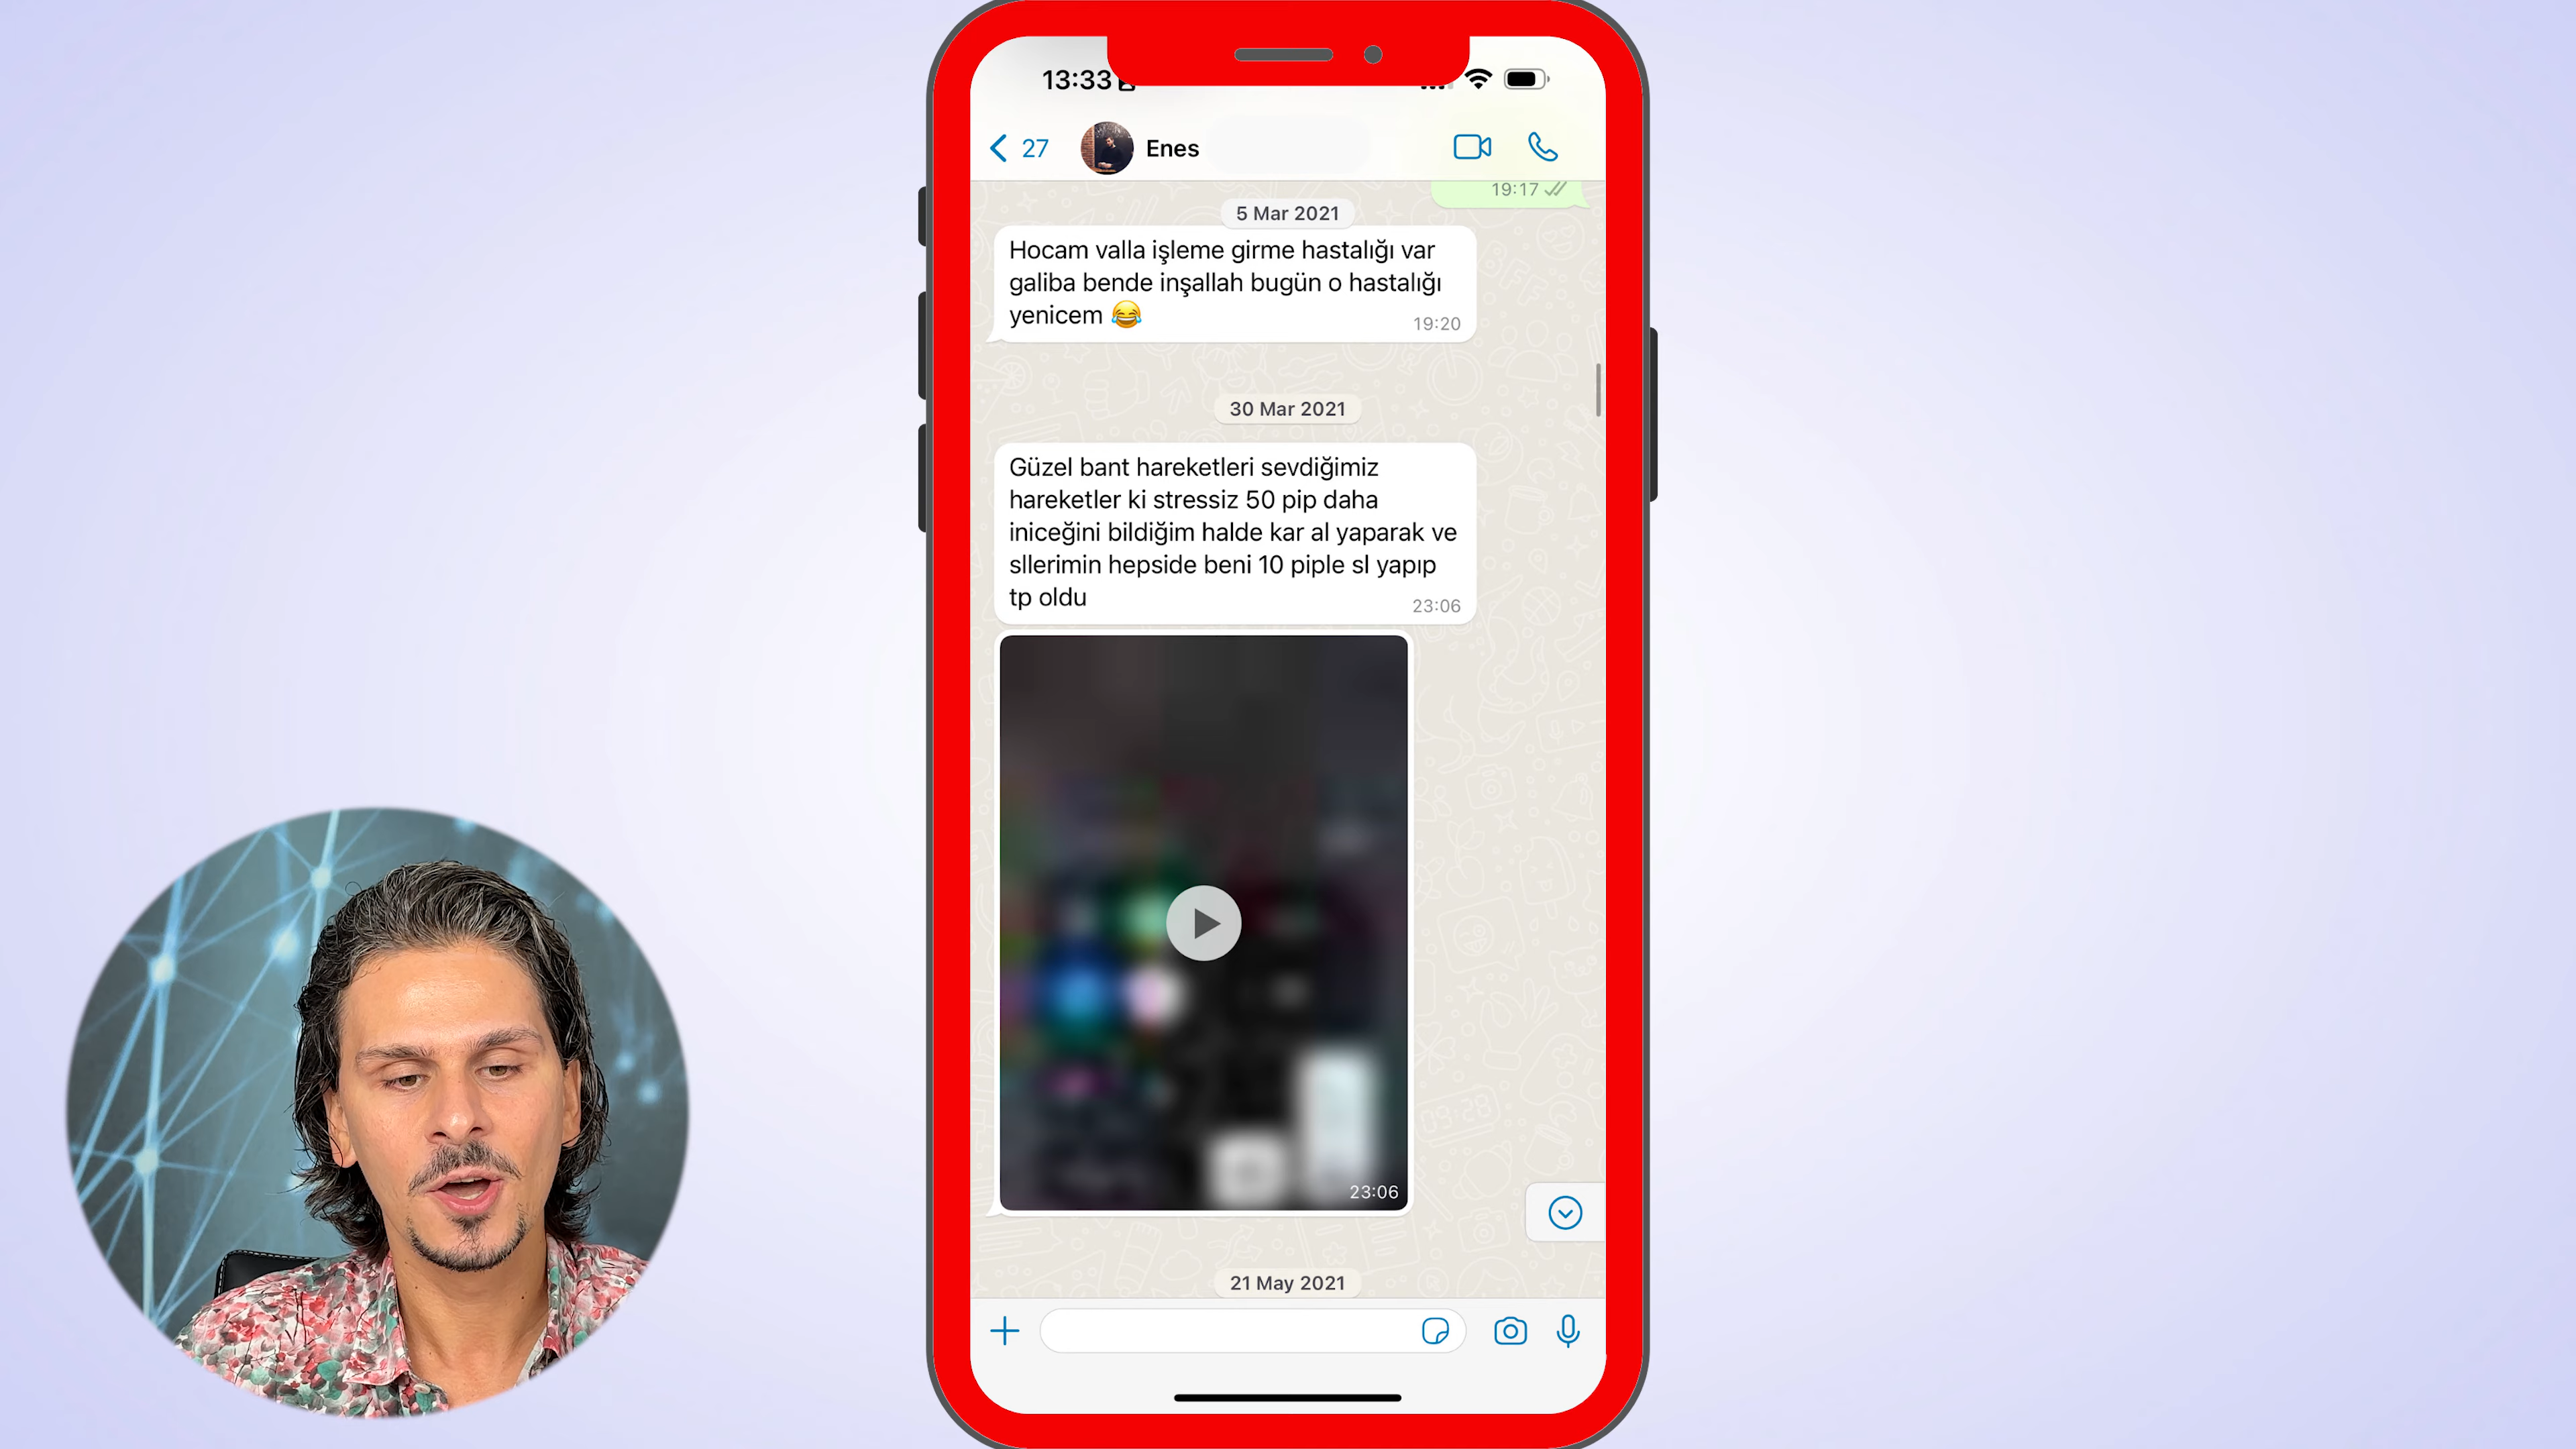 13:33
27
Enes
19:17
5 Mar 2021
Hocam valla işleme girme hastalığı var
galiba bende inşallah bugün o hastalığı
yenicem 😂
19:20
30 Mar 2021
Güzel bant hareketleri sevdiğimiz
hareketler ki stressiz 50 pip daha
iniceğini bildiğim halde kar al yaparak ve
sllerimin hepside beni 10 piple sl yapıp
tp oldu
23:06
23:06
21 May 2021